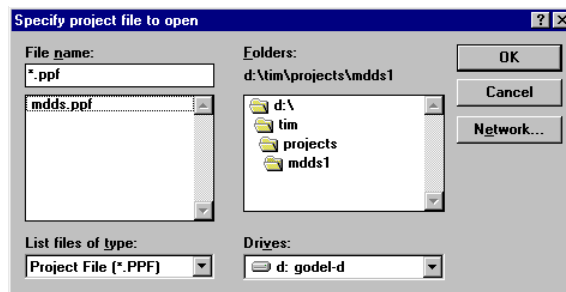 Specify project file to open
File name:
*.ppf
mdds.ppf
List files of type:
Project File (*.PPF)
Folders:
d:\tim\projects\mdds1
d:\
tim
projects
mdds1
Drives:
d: godel-d
OK
Cancel
Network...